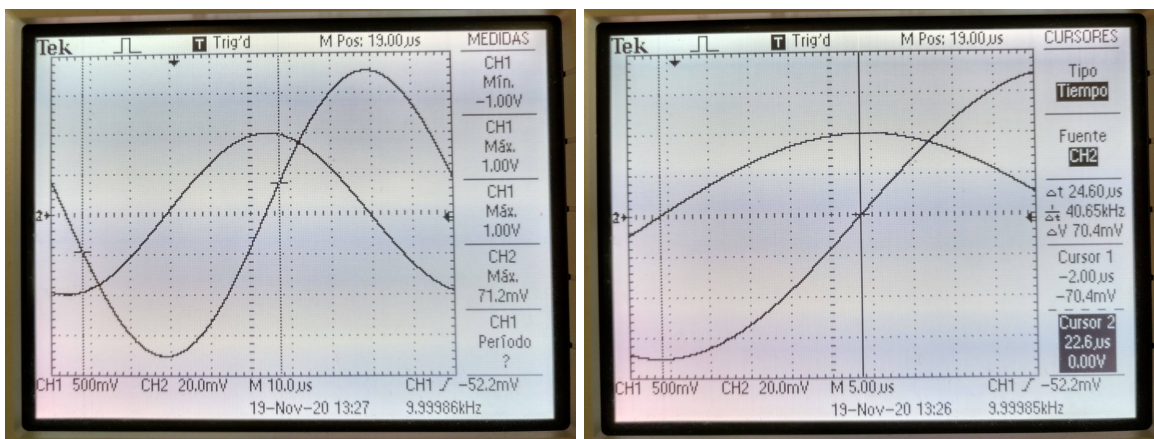 Tek
T Trig'd
M Pos: 19.00µs
MEDIDAS
CH1
Mín.
−1.00V
CH1
Máx.
1.00V
CH1
Máx.
1.00V
CH2
Máx.
71.2mV
CH1
Período
?
2
CH1 500mV
CH2 20.0mV
M 10.0µs
CH1 −52.2mV
19-Nov-20 13:27
9.99986kHz
Tek
T Trig'd
M Pos: 19.00µs
CURSORES
Tipo
Tiempo
Fuente
CH2
Δt 24.60µs
1/Δt 40.65kHz
ΔV 70.4mV
Cursor 1
−2.00µs
−70.4mV
Cursor 2
22.6µs
0.00V
2
CH1 500mV
CH2 20.0mV
M 5.00µs
CH1 −52.2mV
19-Nov-20 13:26
9.99985kHz